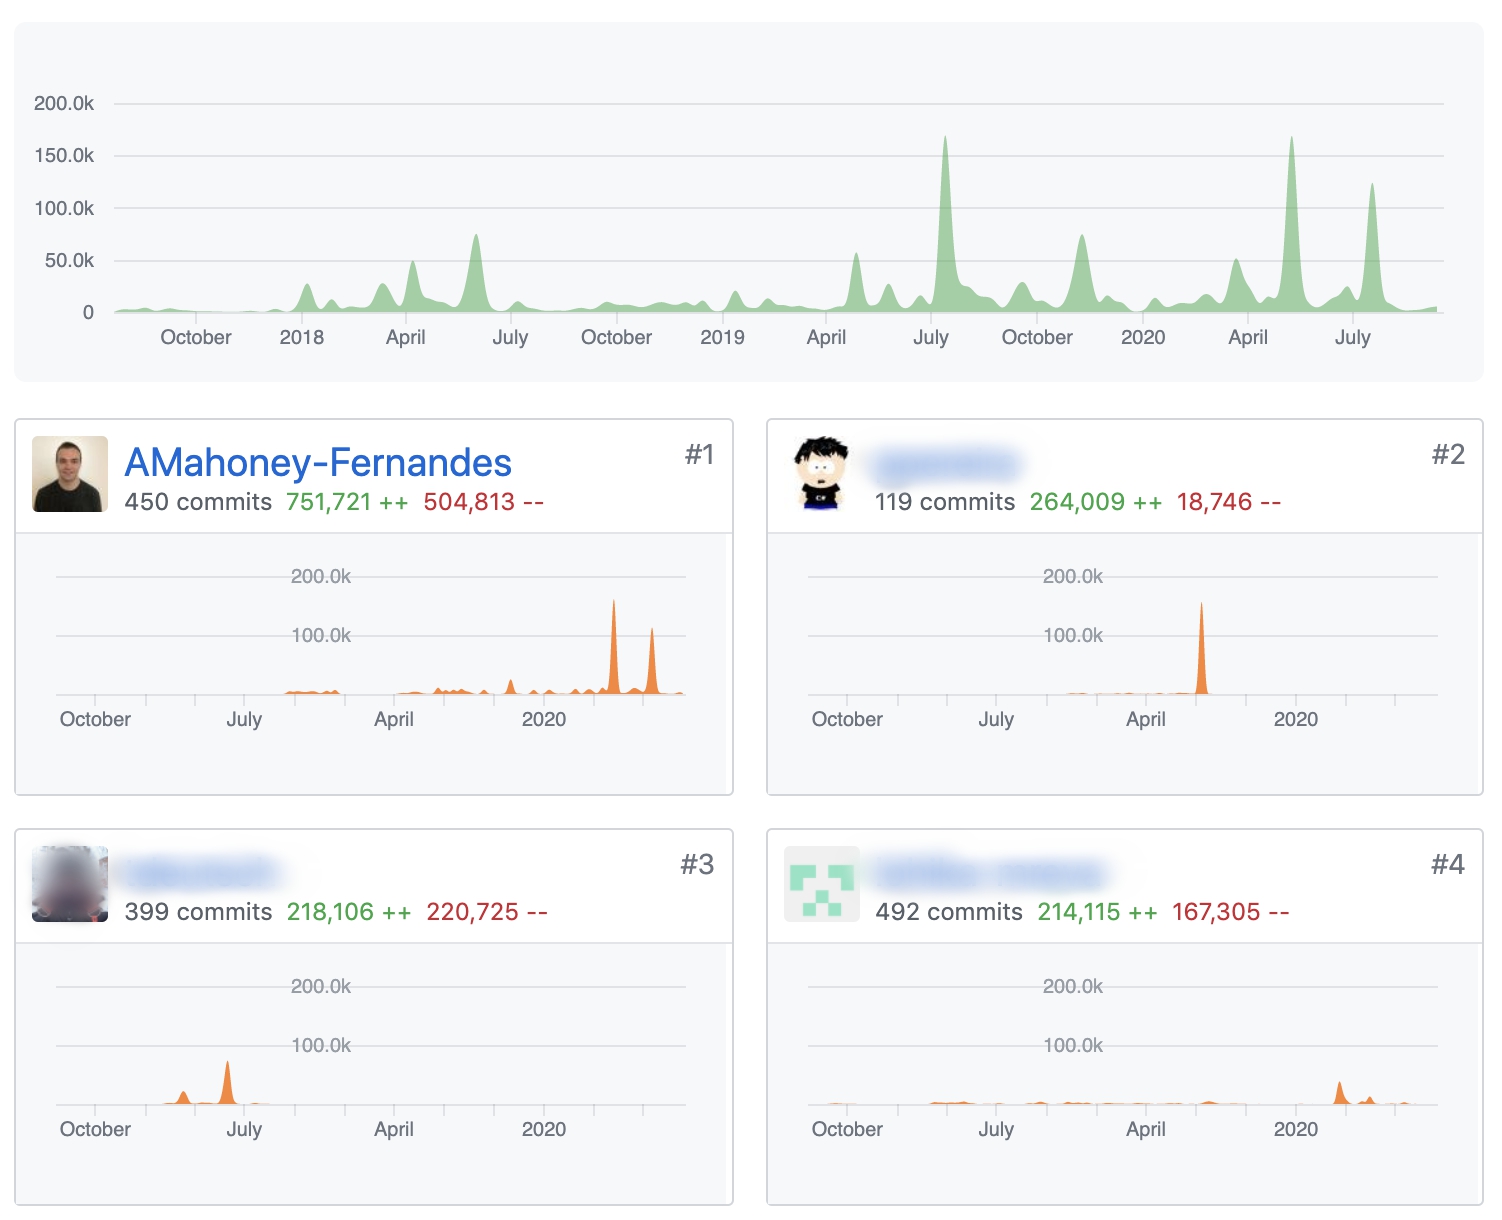 200.0k
150.0k
100.0k
50.0k
0
October 2018 April July October 2019 April July October 2020 April July
AMahoney-Fernandes #1
450 commits 751,721 ++ 504,813 --
200.0k
100.0k
October July April 2020
#2
119 commits 264,009 ++ 18,746 --
200.0k
100.0k
October July April 2020
#3
399 commits 218,106 ++ 220,725 --
200.0k
100.0k
October July April 2020
#4
492 commits 214,115 ++ 167,305 --
200.0k
100.0k
October July April 2020